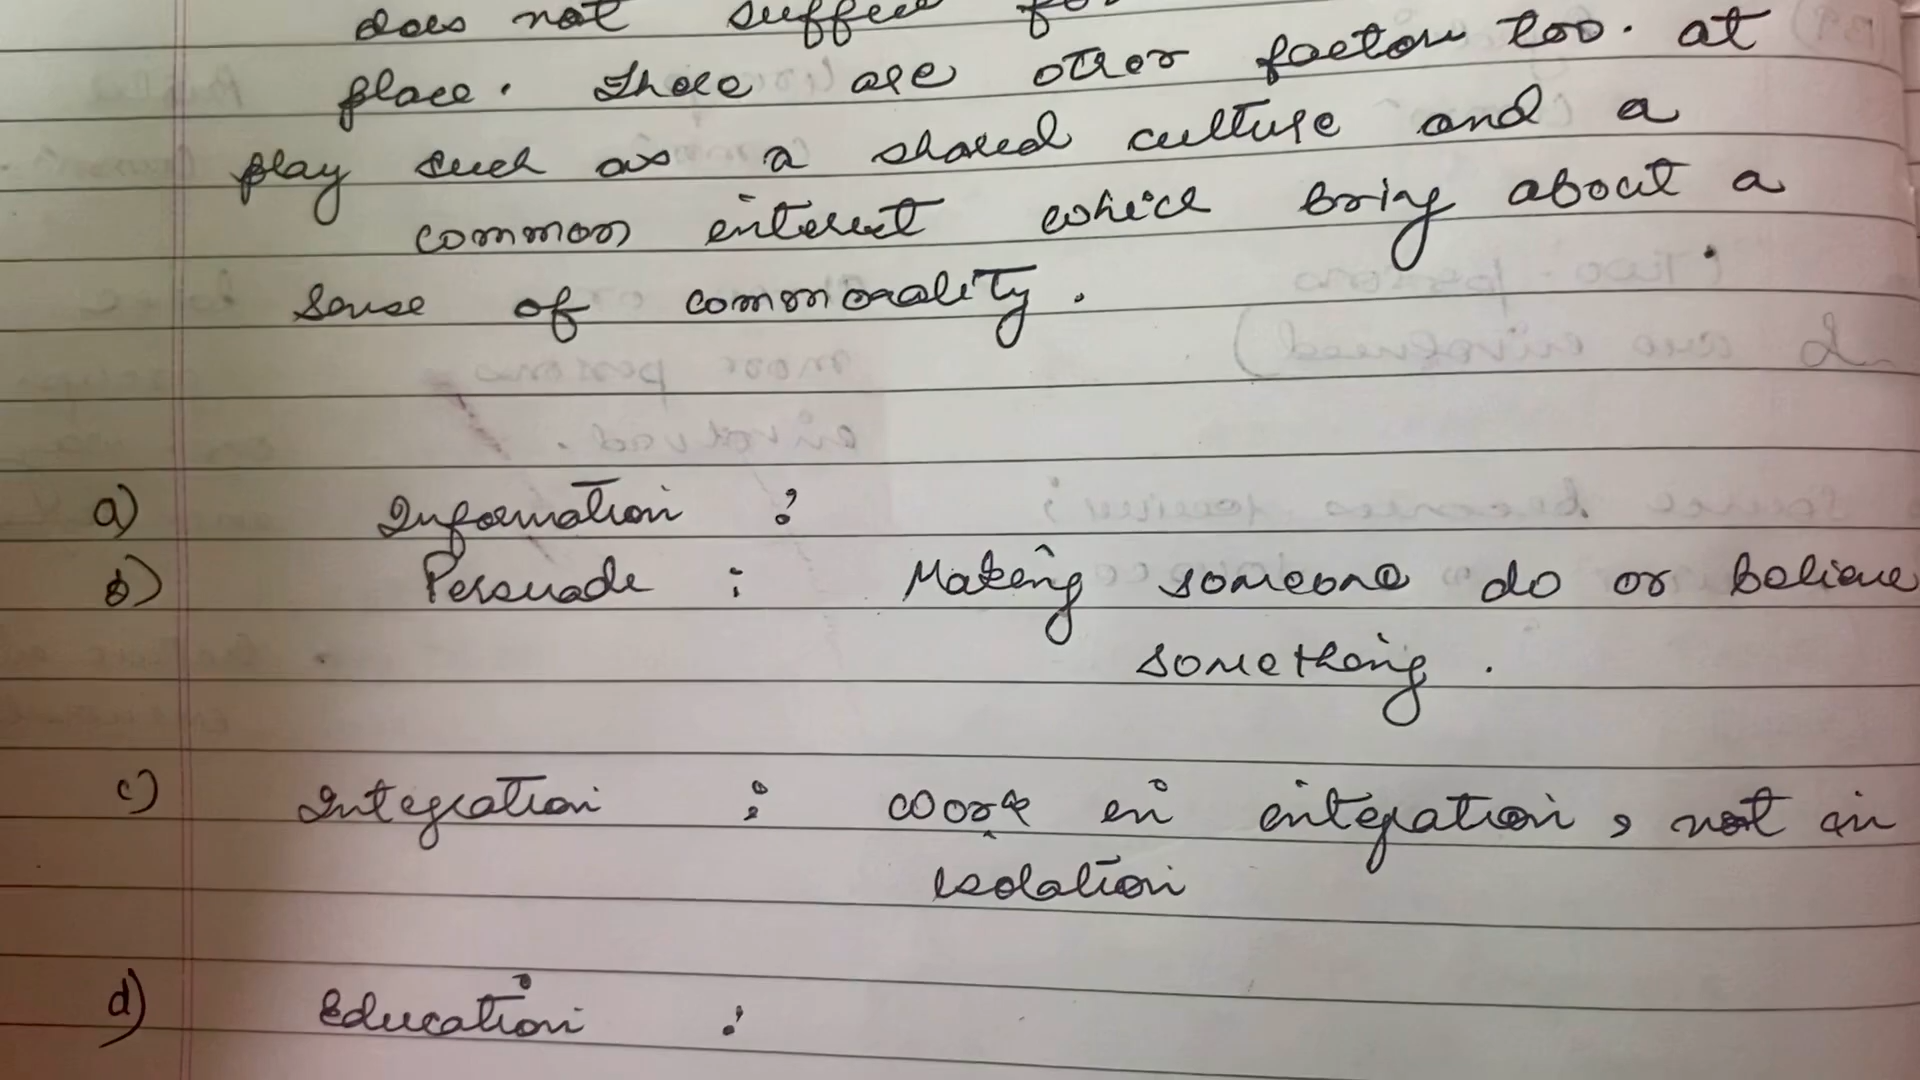 does not suffice
place. There are other factors too. at
play such as a shared culture and a
common interest which bring about a
sense of commonality.
a) Information :
b) Persuade : Making someone do or believe
something.
c) Integration : work in integration, not in
isolation
d) Education :